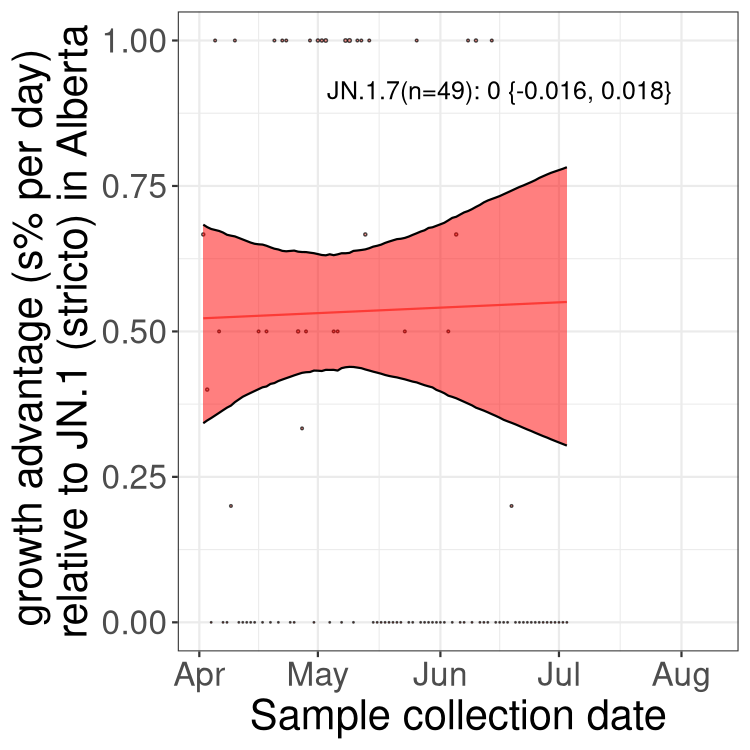 growth advantage (s% per day)
relative to JN.1 (stricto) in Alberta
1.00
0.75
0.50
0.25
0.00
JN.1.7(n=49): 0 {-0.016, 0.018}
Apr May Jun Jul Aug
Sample collection date